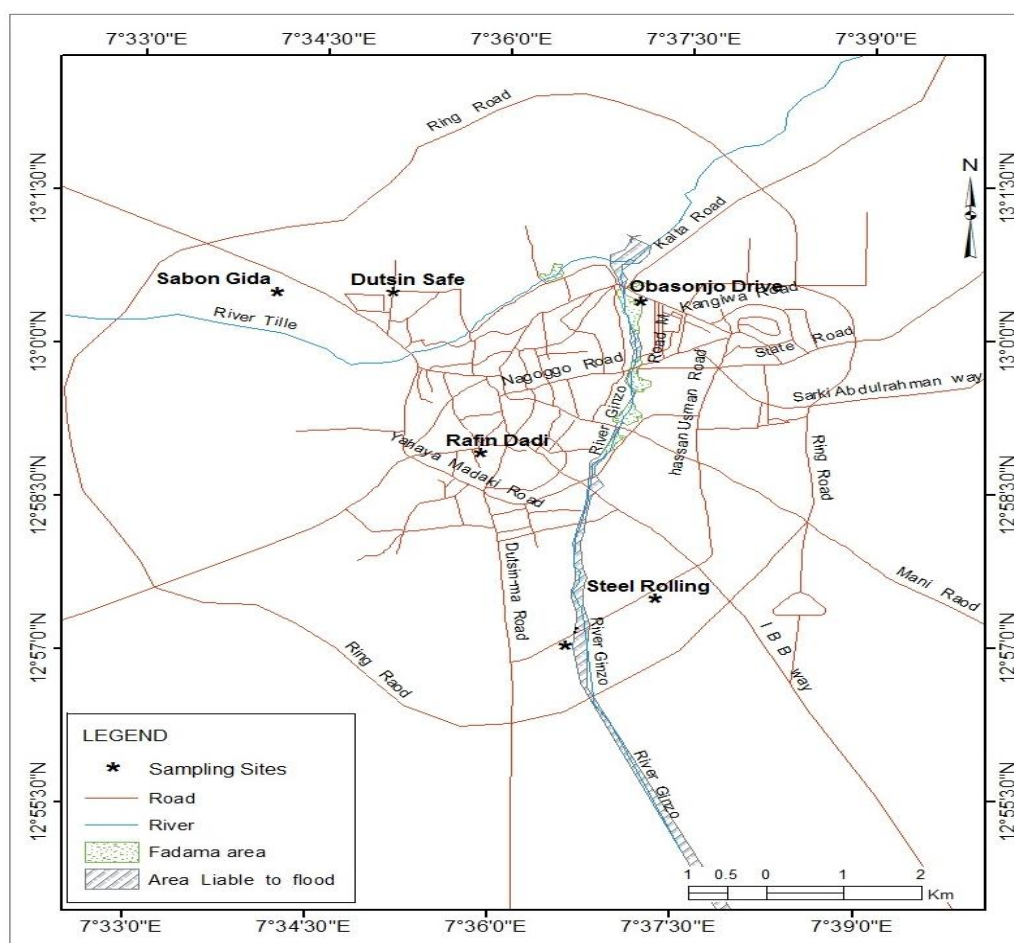 7°33'0"E 7°34'30"E 7°36'0"E 7°37'30"E 7°39'0"E
Ring Road
N
13°1'30"N
13°1'30"N
Kaita Road
Sabon Gida
Dutsin Safe
Obasonjo Drive
Kangiwa Road
River Tille
Road M
13°0'0"N
13°0'0"N
State Road
Nagoggo Road
Sarki Abdulrahman way
River Ginzo
hassan Usman Road
Rafin Dadi
Yahaya Madaki Road
Ring Road
12°58'30"N
12°58'30"N
Dutsin-ma Road
Steel Rolling
Mani Raod
River Ginzo
I B B way
12°57'0"N
12°57'0"N
Ring Raod
River Ginzo
LEGEND
Sampling Sites
Road
River
Fadama area
Area Liable to flood
12°55'30"N
12°55'30"N
1 0.5 0 1 2
Km
7°33'0"E 7°34'30"E 7°36'0"E 7°37'30"E 7°39'0"E